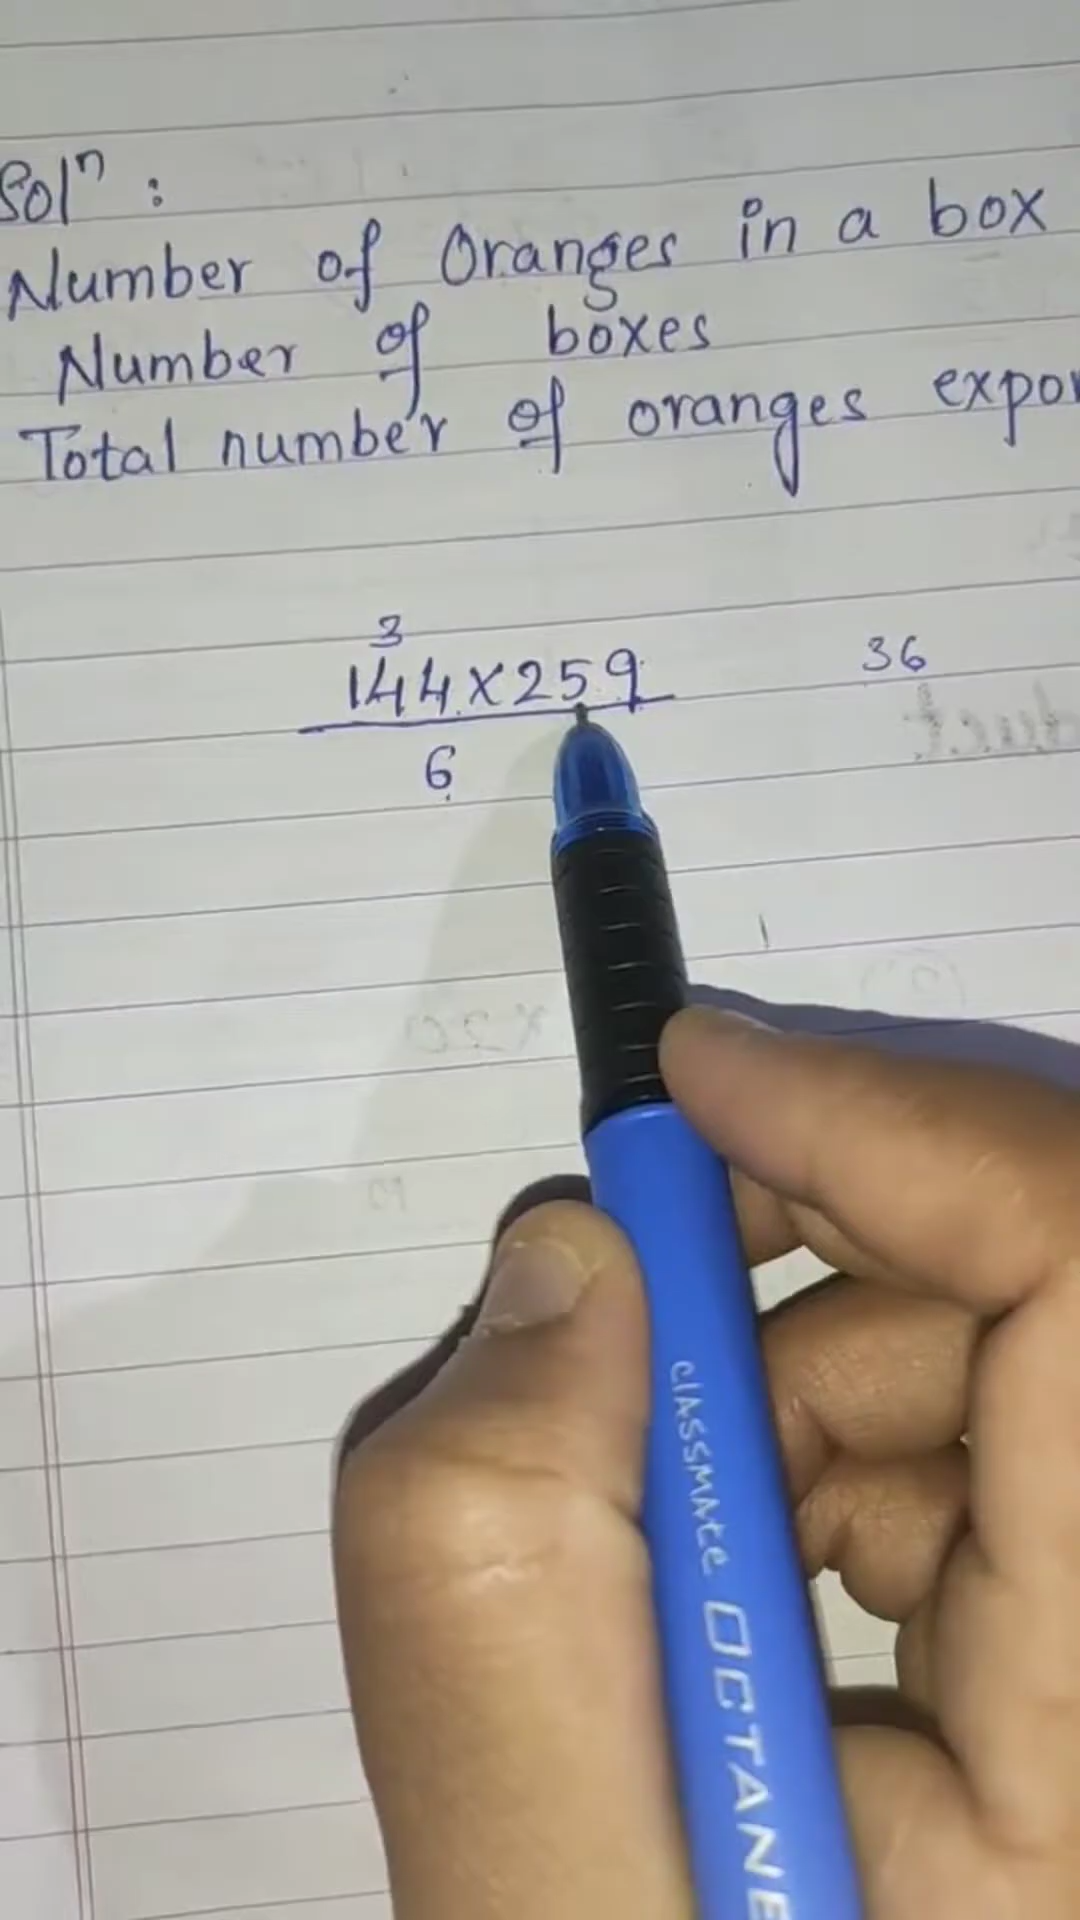 Solⁿ :
Number of Oranges in a box
Number of boxes
Total number of oranges expor
3
144×259
36
6
CLASSMATE OCTANE